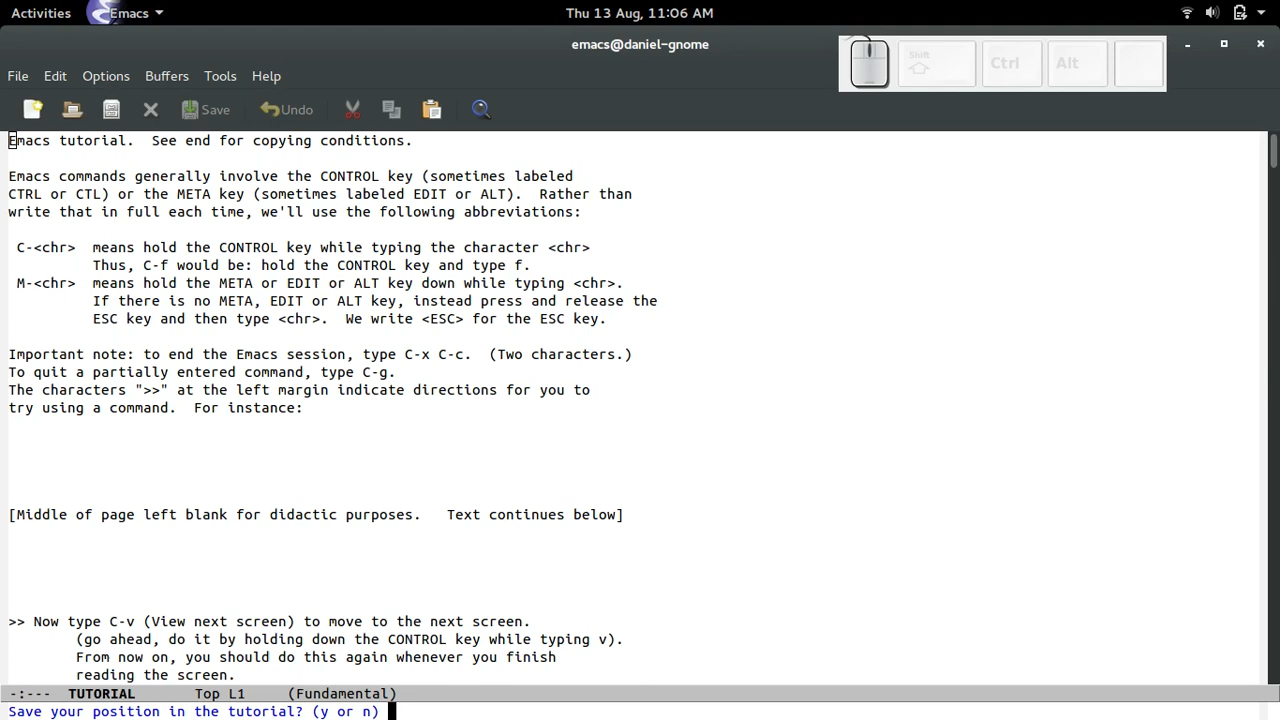 Activities Emacs Thu 13 Aug, 11:06 AM
emacs@daniel-gnome
Shift Ctrl Alt
File Edit Options Buffers Tools Help
Save Undo
Emacs tutorial.  See end for copying conditions.
Emacs commands generally involve the CONTROL key (sometimes labeled
CTRL or CTL) or the META key (sometimes labeled EDIT or ALT).  Rather than
write that in full each time, we'll use the following abbreviations:
C-<chr>  means hold the CONTROL key while typing the character <chr>
Thus, C-f would be: hold the CONTROL key and type f.
M-<chr>  means hold the META or EDIT or ALT key down while typing <chr>.
If there is no META, EDIT or ALT key, instead press and release the
ESC key and then type <chr>.  We write <ESC> for the ESC key.
Important note: to end the Emacs session, type C-x C-c.  (Two characters.)
To quit a partially entered command, type C-g.
The characters ">>" at the left margin indicate directions for you to
try using a command.  For instance:
[Middle of page left blank for didactic purposes.   Text continues below]
>> Now type C-v (View next screen) to move to the next screen.
(go ahead, do it by holding down the CONTROL key while typing v).
From now on, you should do this again whenever you finish
reading the screen.
-:---  TUTORIAL       Top L1     (Fundamental)
Save your position in the tutorial? (y or n)